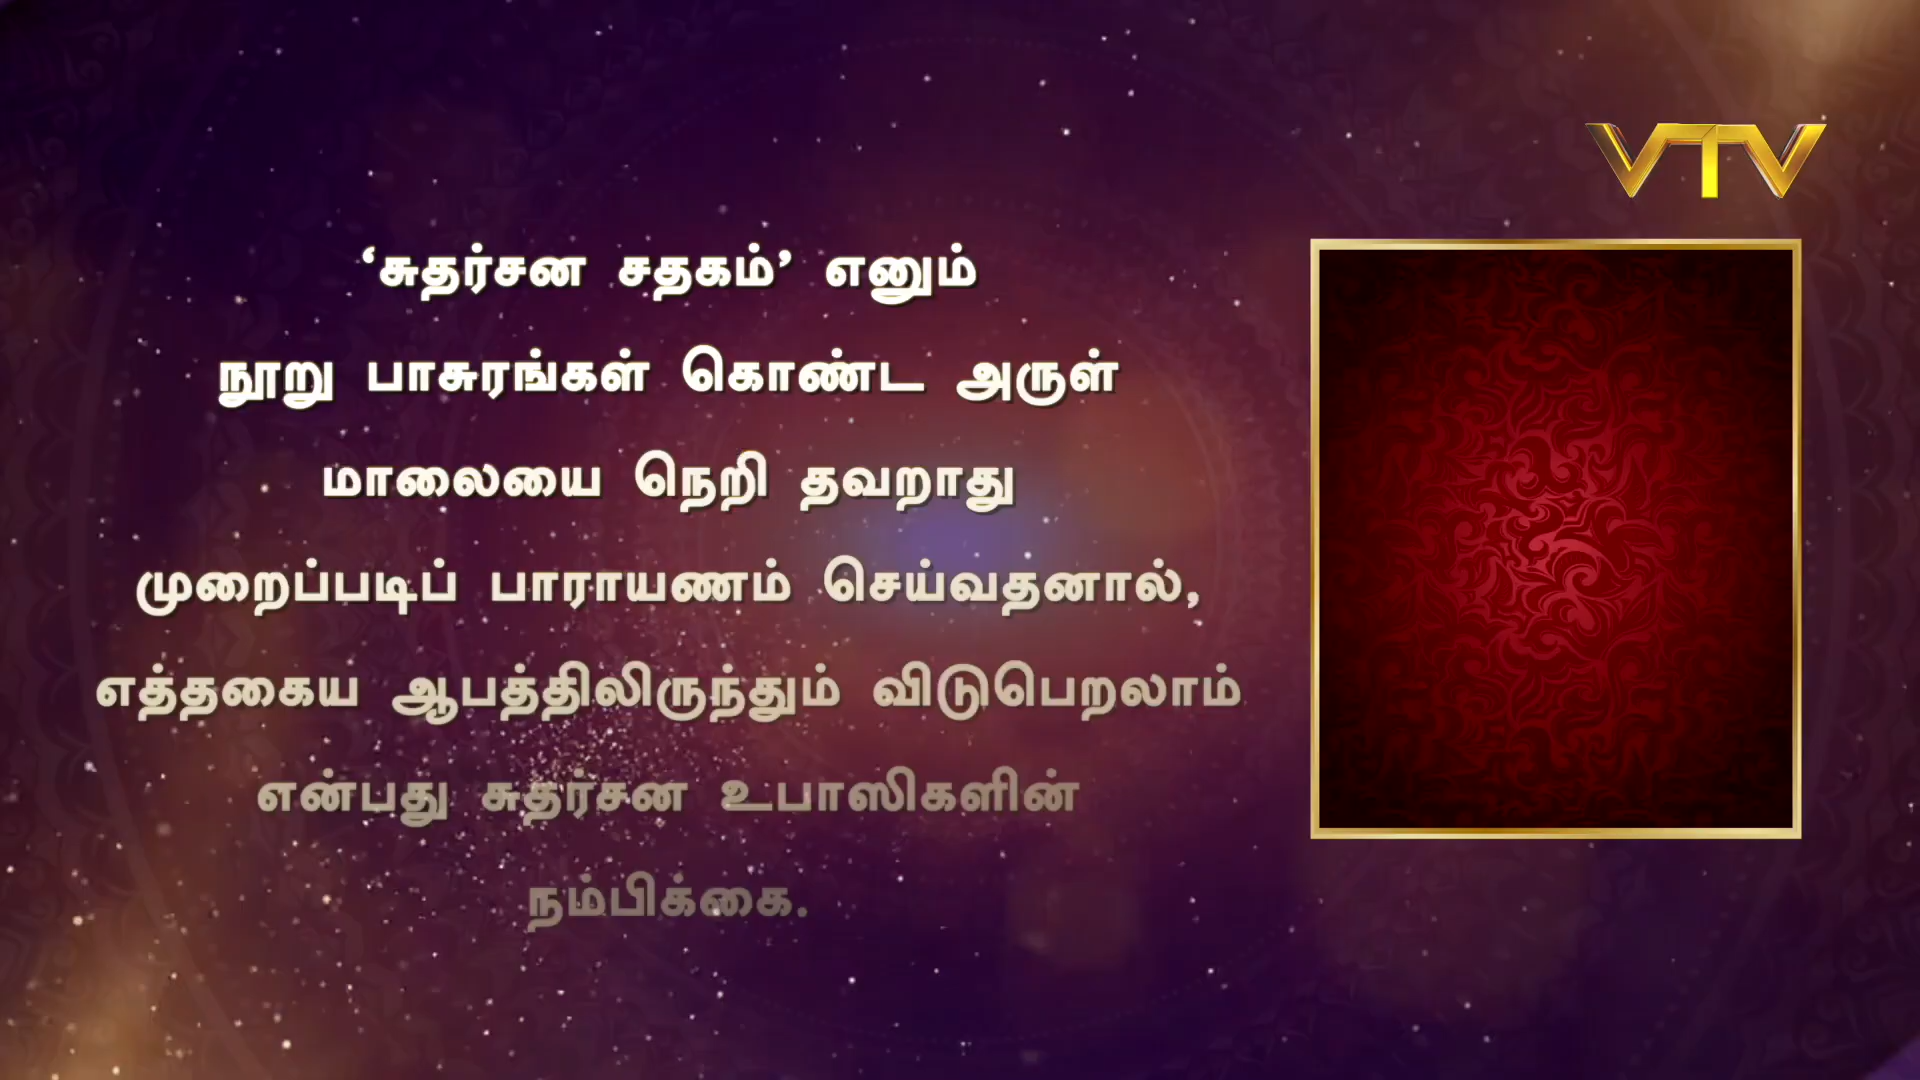 VTV
‘சுதர்சன சதகம்’ எனும்
நூறு பாசுரங்கள் கொண்ட அருள்
மாலையை நெறி தவறாது
முறைப்படிப் பாராயணம் செய்வதனால்,
எத்தகைய ஆபத்திலிருந்தும் விடுபெறலாம்
என்பது சுதர்சன உபாஸிகளின்
நம்பிக்கை.